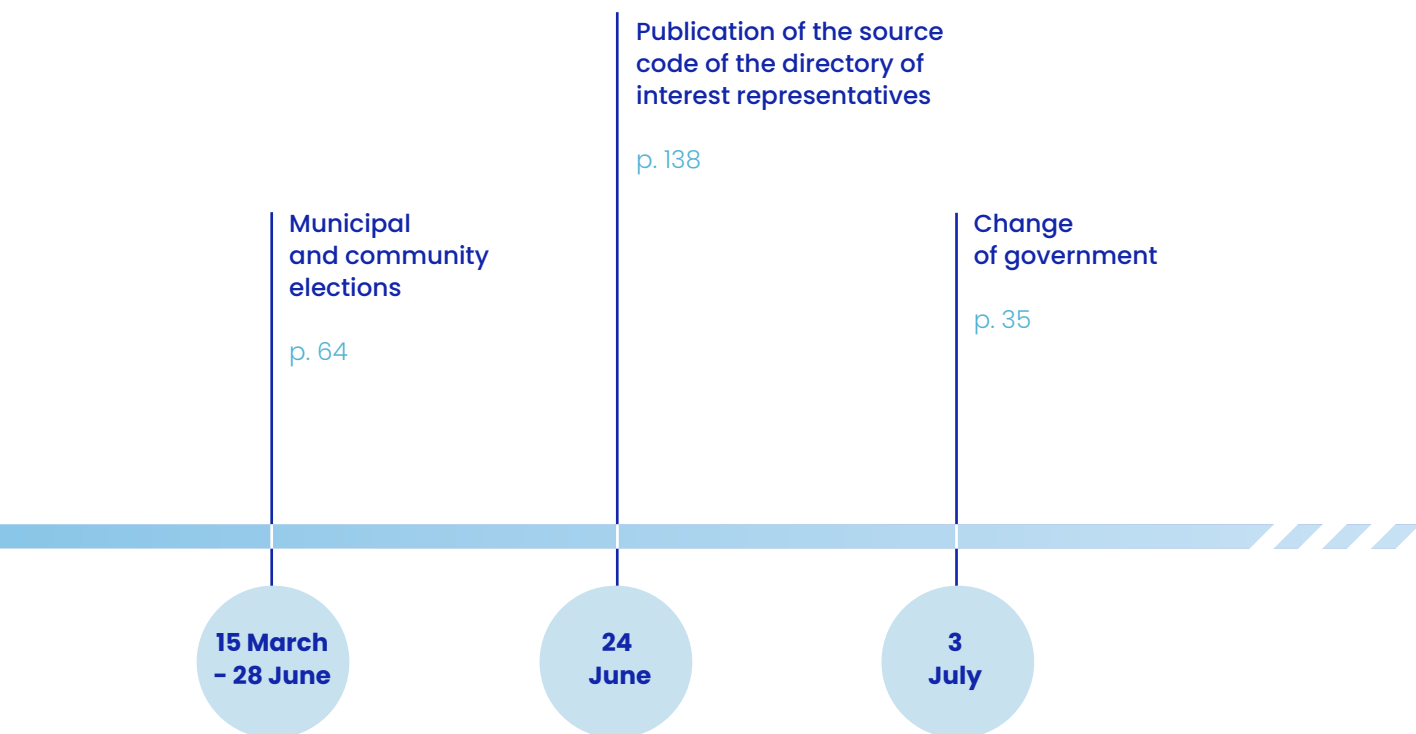 Publication of the source
code of the directory of
interest representatives
p. 138
Municipal
and community
elections
p. 64
Change
of government
p. 35
15 March
- 28 June
24
June
3
July